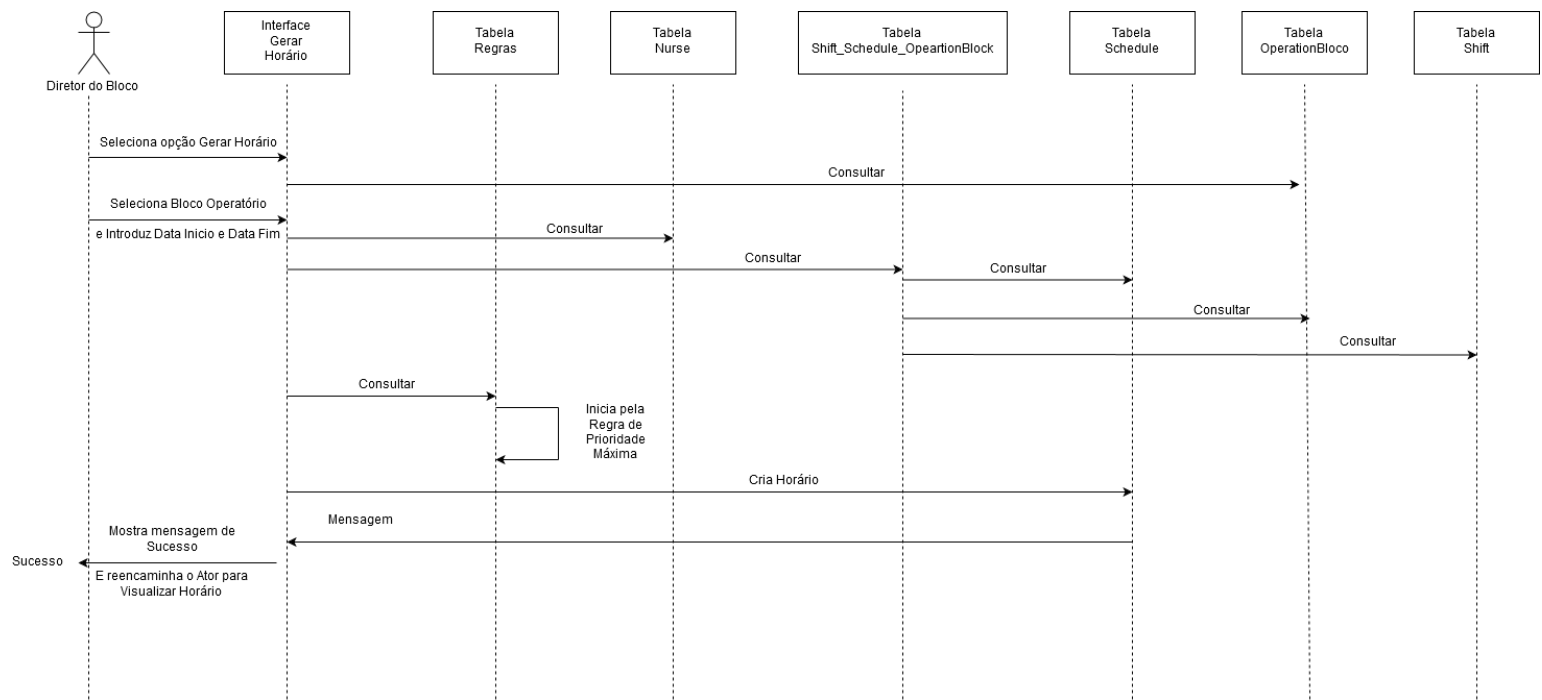 Diretor do Bloco
Interface
Gerar
Horário
Tabela
Regras
Tabela
Nurse
Tabela
Shift_Schedule_OpeartionBlock
Tabela
Schedule
Tabela
OperationBloco
Tabela
Shift
Seleciona opção Gerar Horário
Consultar
Seleciona Bloco Operatório
e Introduz Data Inicio e Data Fim
Consultar
Consultar
Consultar
Consultar
Consultar
Consultar
Inicia pela
Regra de
Prioridade
Máxima
Cria Horário
Mensagem
Mostra mensagem de
Sucesso
Sucesso
E reencaminha o Ator para
Visualizar Horário